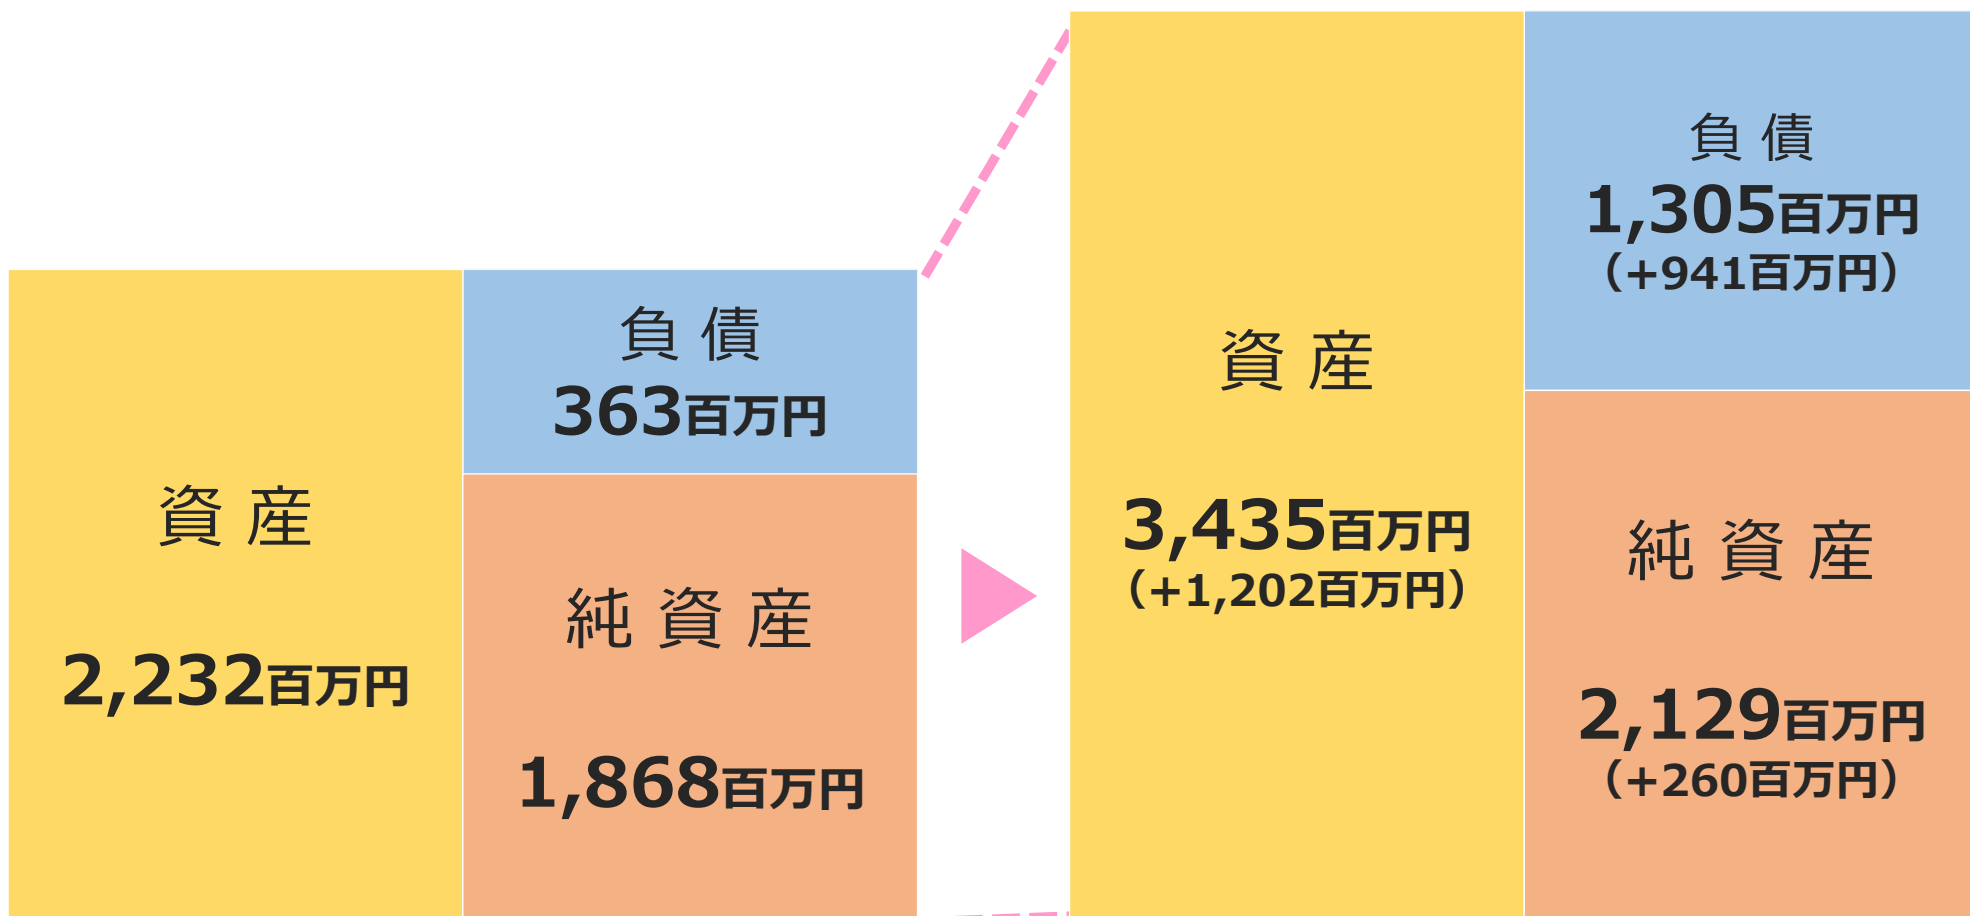 資産
2,232百万円
負債
363百万円
純資産
1,868百万円
資産
3,435百万円
（+1,202百万円）
負債
1,305百万円
（+941百万円）
純資産
2,129百万円
（+260百万円）